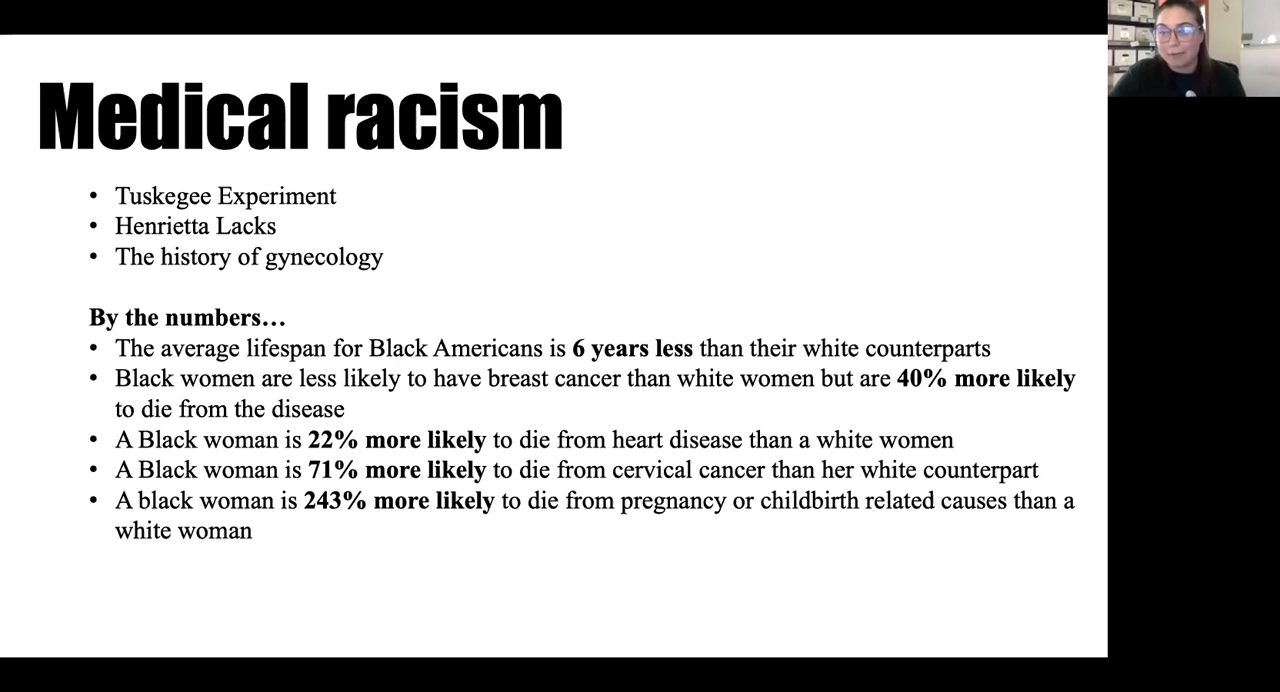 Medical racism
• Tuskegee Experiment
• Henrietta Lacks
• The history of gynecology
By the numbers…
• The average lifespan for Black Americans is 6 years less than their white counterparts
• Black women are less likely to have breast cancer than white women but are 40% more likely
to die from the disease
• A Black woman is 22% more likely to die from heart disease than a white women
• A Black woman is 71% more likely to die from cervical cancer than her white counterpart
• A black woman is 243% more likely to die from pregnancy or childbirth related causes than a
white woman